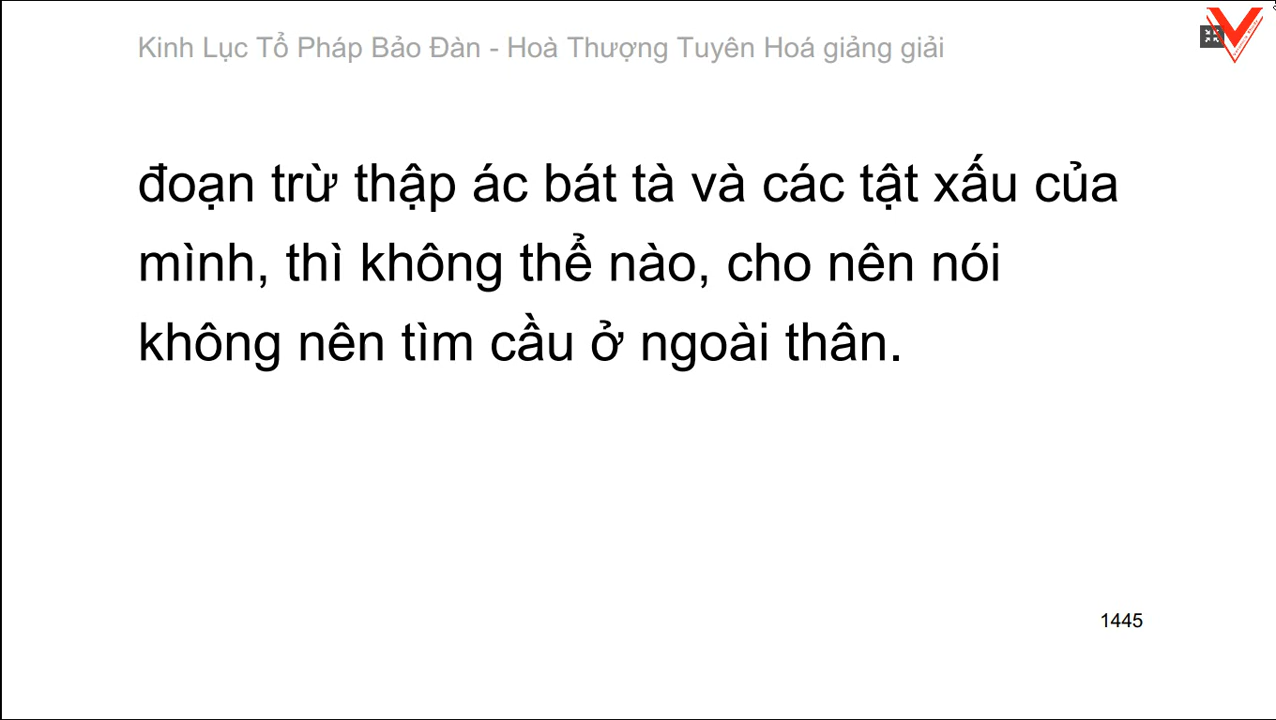 Kinh Lục Tổ Pháp Bảo Đàn - Hoà Thượng Tuyên Hoá giảng giải
đoạn trừ thập ác bát tà và các tật xấu của
mình, thì không thể nào, cho nên nói
không nên tìm cầu ở ngoài thân.
1445